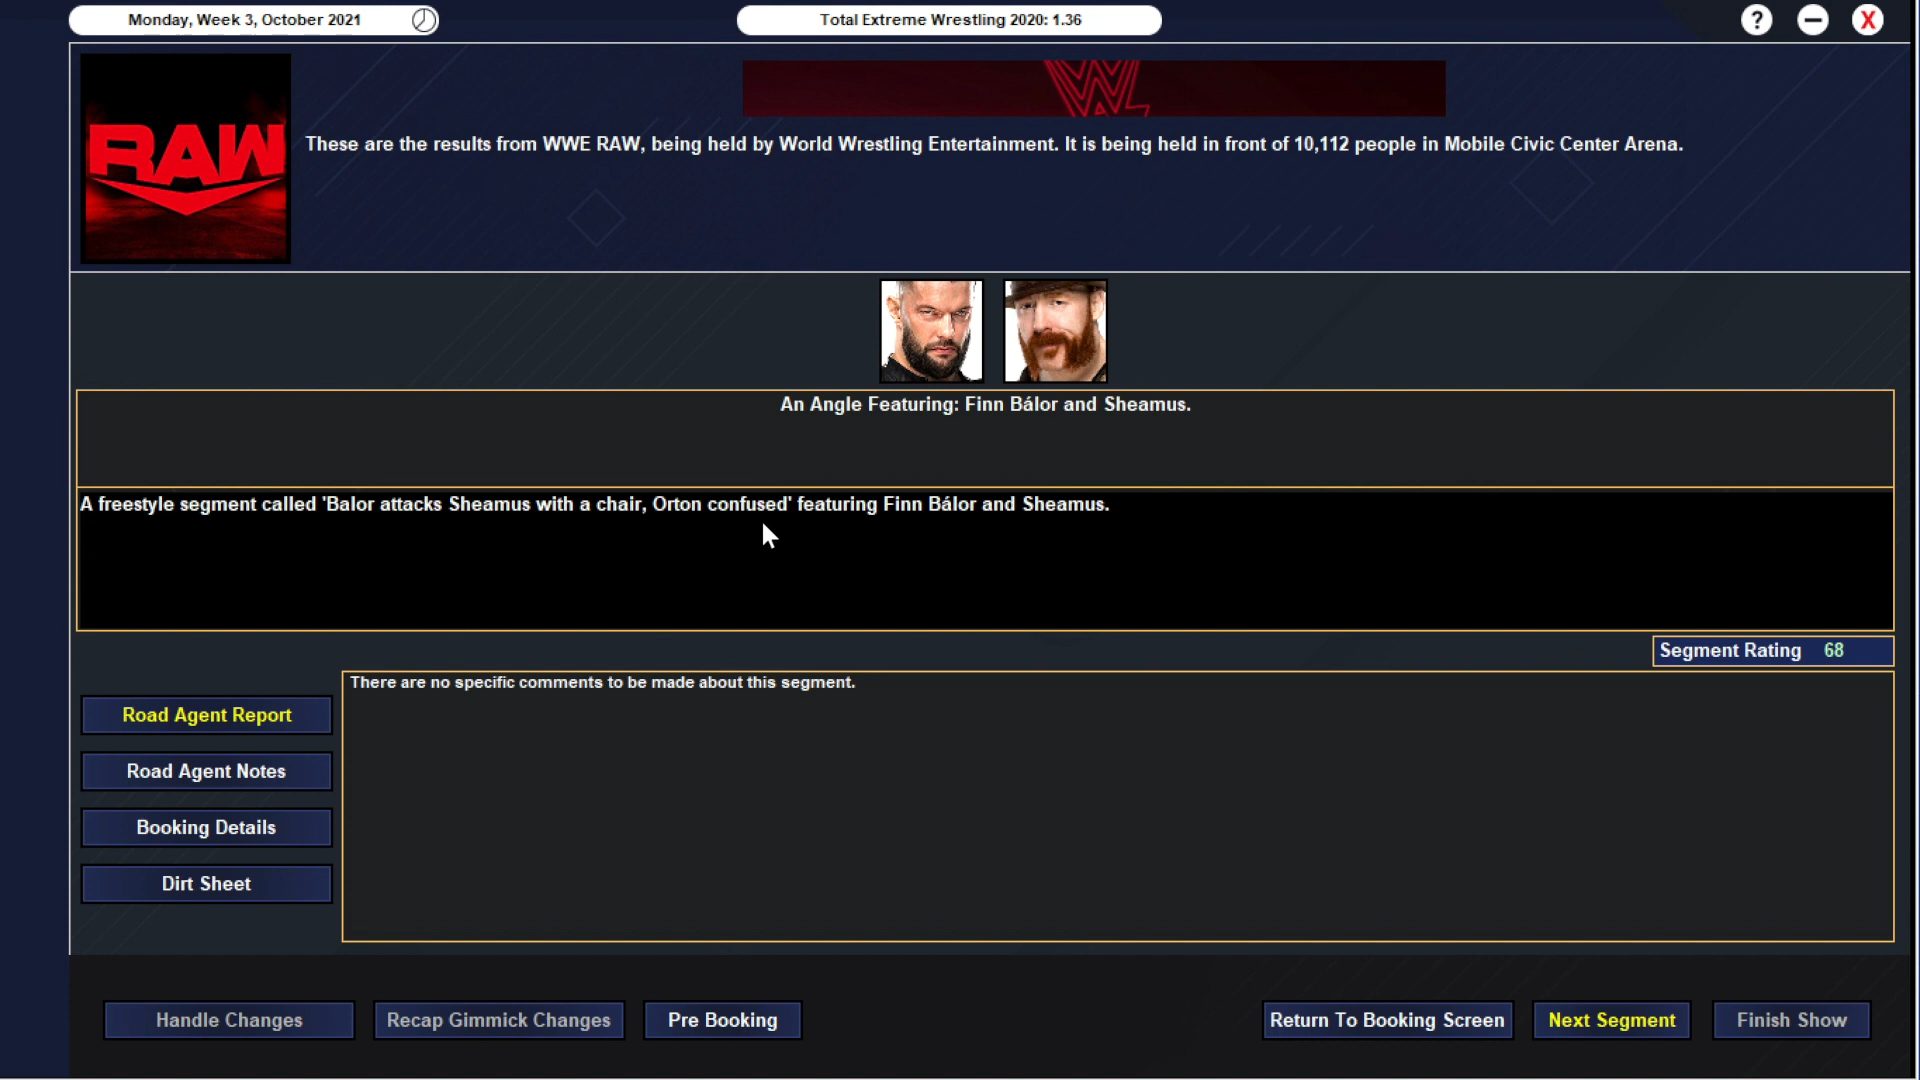 Monday, Week 3, October 2021
Total Extreme Wrestling 2020: 1.36
?
X
RAW
These are the results from WWE RAW, being held by World Wrestling Entertainment. It is being held in front of 10,112 people in Mobile Civic Center Arena.
An Angle Featuring: Finn Bálor and Sheamus.
A freestyle segment called 'Balor attacks Sheamus with a chair, Orton confused' featuring Finn Bálor and Sheamus.
Segment Rating 68
There are no specific comments to be made about this segment.
Road Agent Report
Road Agent Notes
Booking Details
Dirt Sheet
Handle Changes
Recap Gimmick Changes
Pre Booking
Return To Booking Screen
Next Segment
Finish Show